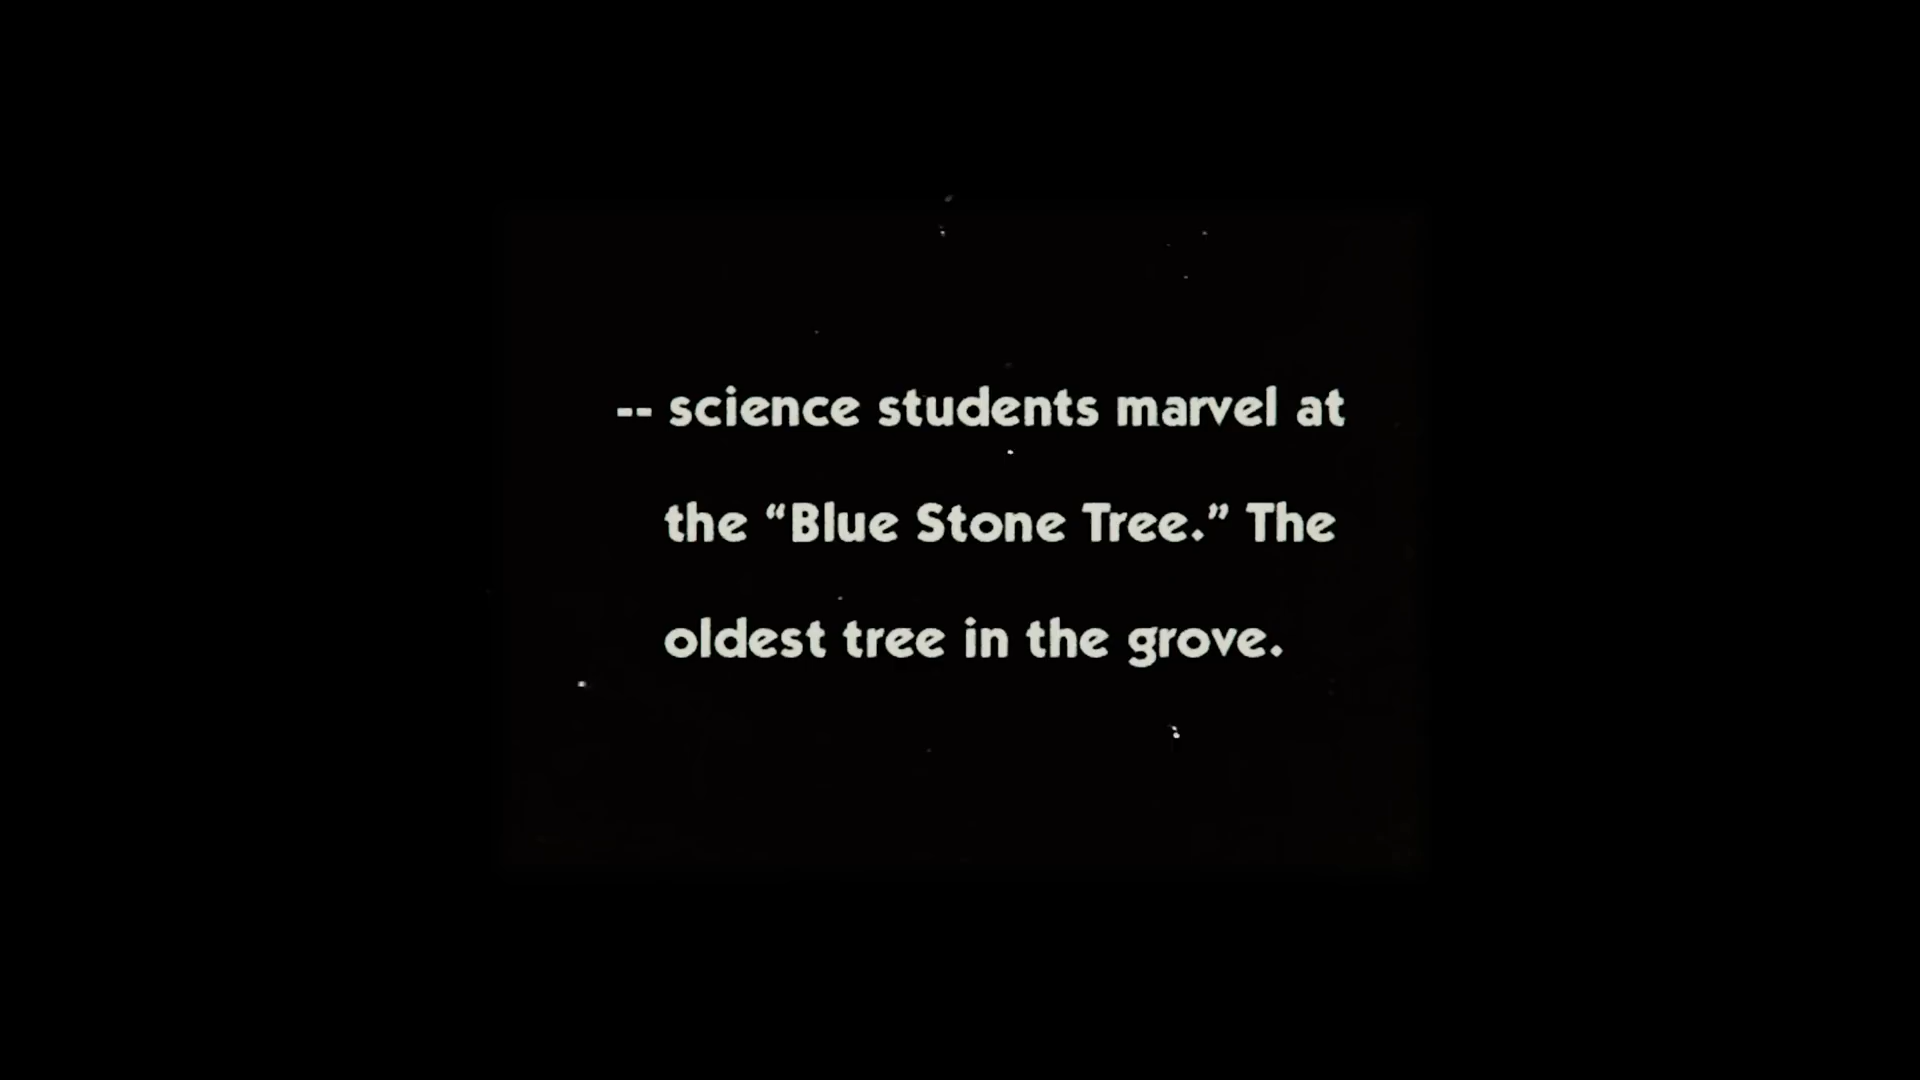 -- science students marvel at
the “Blue Stone Tree.” The
oldest tree in the grove.